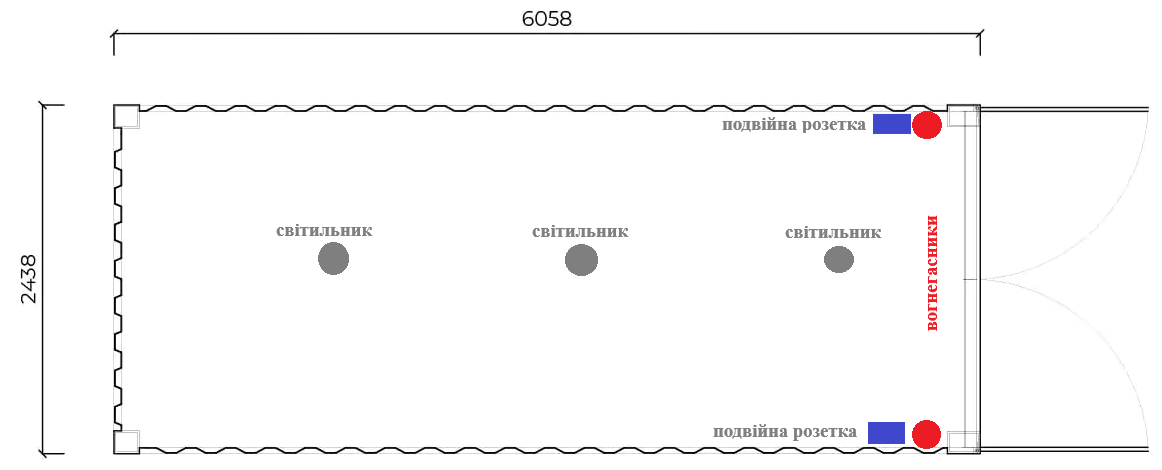 6058
подвійна розетка
світильник
світильник
світильник
вогнегасники
2438
подвійна розетка